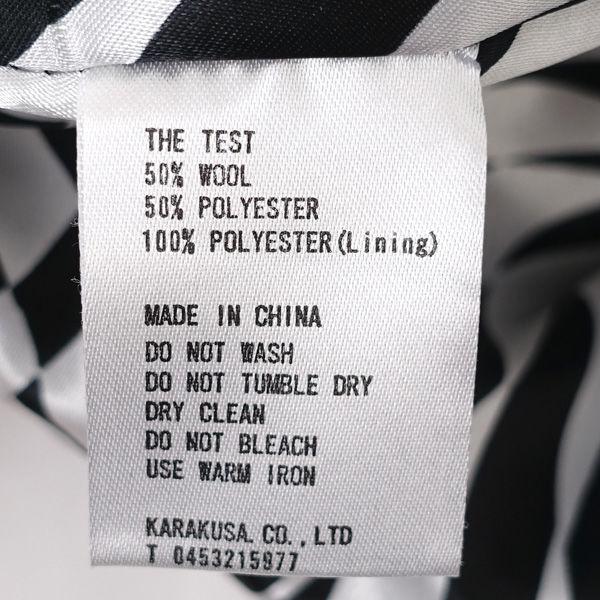 THE TEST
50% WOOL
50% POLYESTER
100% POLYESTER(Lining)
MADE IN CHINA
DO NOT WASH
DO NOT TUMBLE DRY
DRY CLEAN
DO NOT BLEACH
USE WARM IRON
KARAKUSA.CO.,LTD
T 0453215977